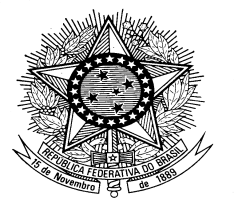 REPÚBLICA FEDERATIVA DO BRASIL
15 de Novembro de 1889